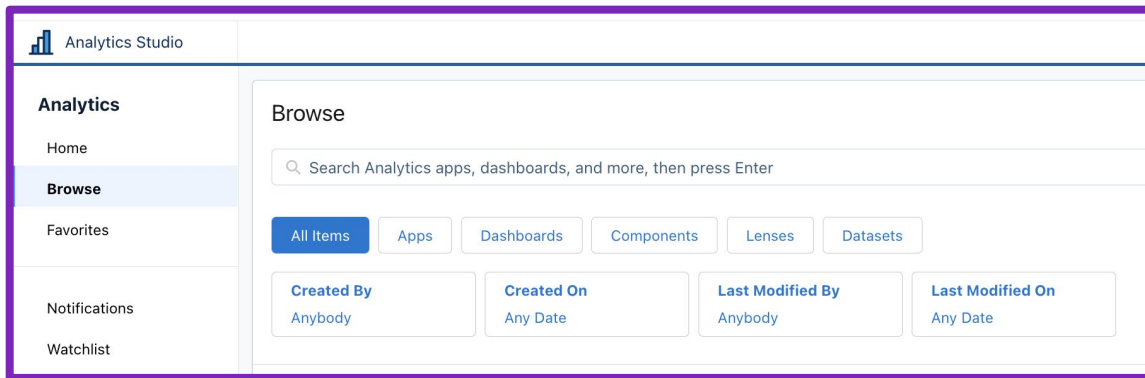 Analytics Studio
Analytics
Home
Browse
Favorites
Notifications
Watchlist
Browse
Search Analytics apps, dashboards, and more, then press Enter
All Items Apps Dashboards Components Lenses Datasets
Created By Created On Last Modified By Last Modified On
Anybody Any Date Anybody Any Date